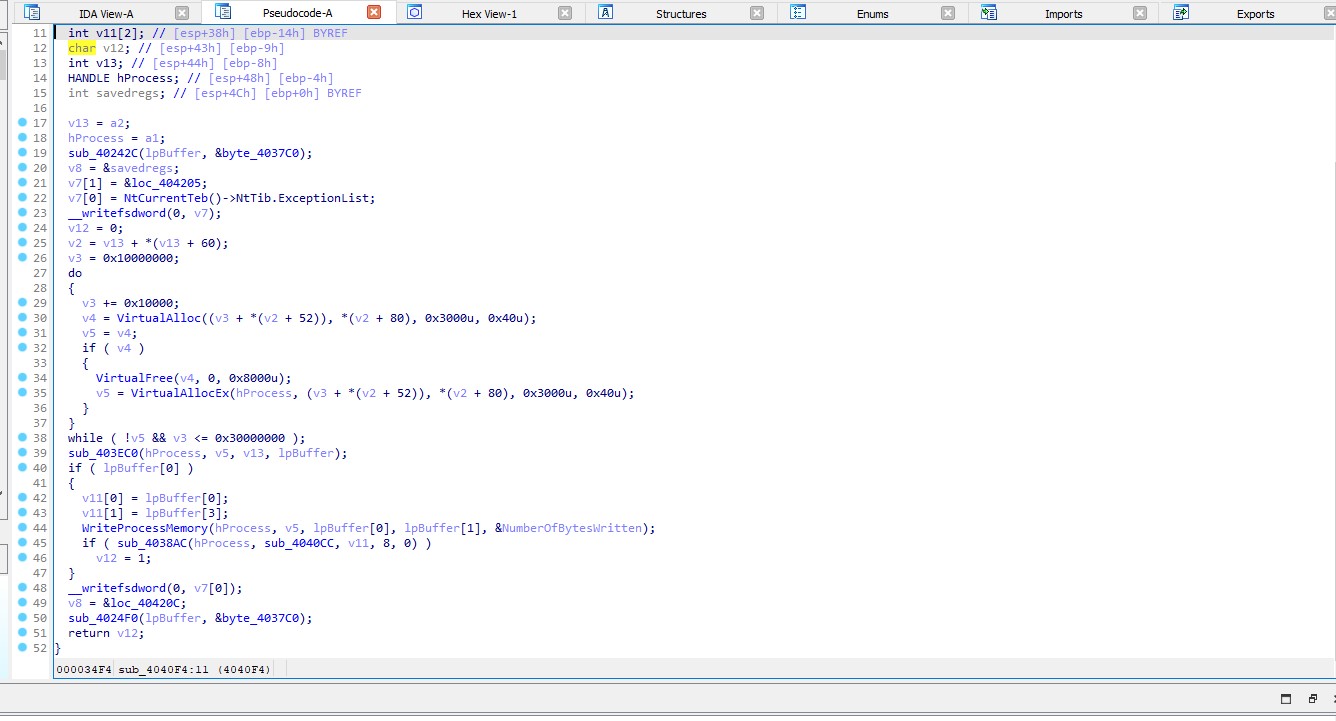 IDA View-A Pseudocode-A Hex View-1 Structures Enums Imports Exports
11 int v11[2]; // [esp+38h] [ebp-14h] BYREF
12 char v12; // [esp+43h] [ebp-9h]
13 int v13; // [esp+44h] [ebp-8h]
14 HANDLE hProcess; // [esp+48h] [ebp-4h]
15 int savedregs; // [esp+4Ch] [ebp+0h] BYREF
16
17 v13 = a2;
18 hProcess = a1;
19 sub_40242C(lpBuffer, &byte_4037C0);
20 v8 = &savedregs;
21 v7[1] = &loc_404205;
22 v7[0] = NtCurrentTeb()->NtTib.ExceptionList;
23 __writefsdword(0, v7);
24 v12 = 0;
25 v2 = v13 + *(v13 + 60);
26 v3 = 0x10000000;
27 do
28 {
29 v3 += 0x10000;
30 v4 = VirtualAlloc((v3 + *(v2 + 52)), *(v2 + 80), 0x3000u, 0x40u);
31 v5 = v4;
32 if ( v4 )
33 {
34 VirtualFree(v4, 0, 0x8000u);
35 v5 = VirtualAllocEx(hProcess, (v3 + *(v2 + 52)), *(v2 + 80), 0x3000u, 0x40u);
36 }
37 }
38 while ( !v5 && v3 <= 0x30000000 );
39 sub_403EC0(hProcess, v5, v13, lpBuffer);
40 if ( lpBuffer[0] )
41 {
42 v11[0] = lpBuffer[0];
43 v11[1] = lpBuffer[3];
44 WriteProcessMemory(hProcess, v5, lpBuffer[0], lpBuffer[1], &NumberOfBytesWritten);
45 if ( sub_4038AC(hProcess, sub_4040CC, v11, 8, 0) )
46 v12 = 1;
47 }
48 __writefsdword(0, v7[0]);
49 v8 = &loc_40420C;
50 sub_4024F0(lpBuffer, &byte_4037C0);
51 return v12;
52 }
000034F4 sub_4040F4:11 (4040F4)